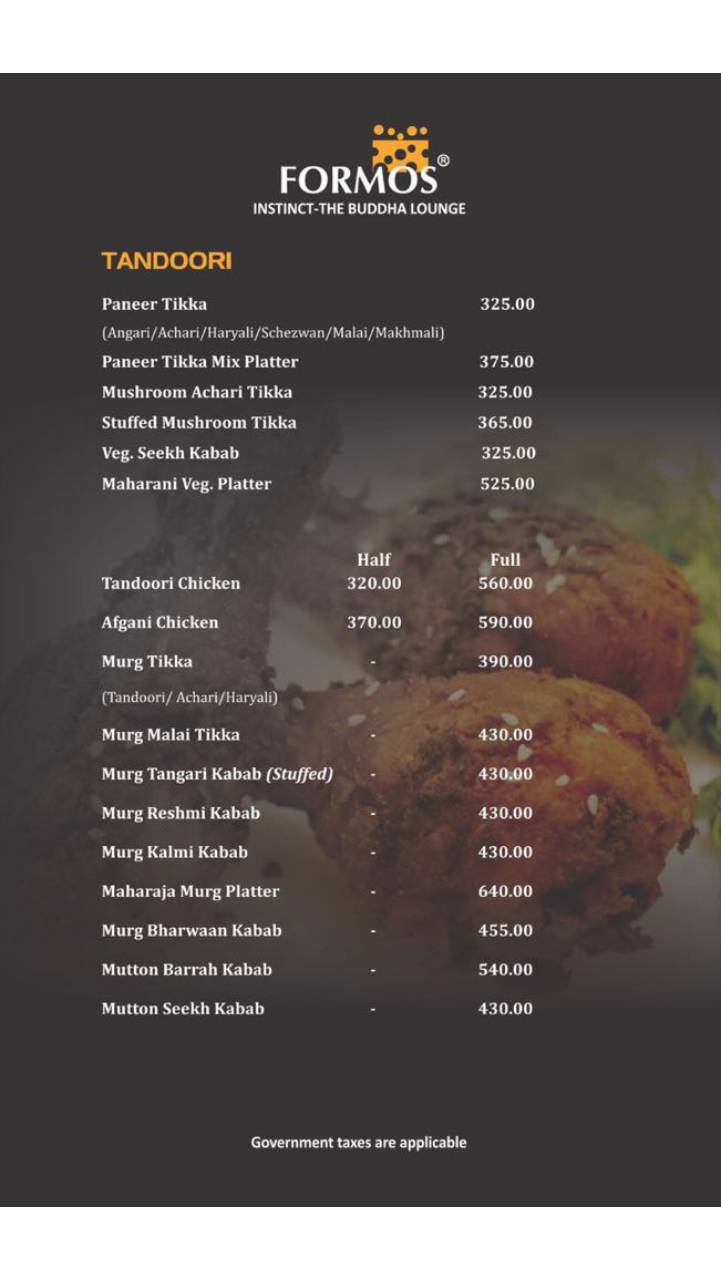 FORMOS®
INSTINCT-THE BUDDHA LOUNGE
TANDOORI
Paneer Tikka 325.00
(Angari/Achari/Haryali/Schezwan/Malai/Makhmali)
Paneer Tikka Mix Platter 375.00
Mushroom Achari Tikka 325.00
Stuffed Mushroom Tikka 365.00
Veg. Seekh Kabab 325.00
Maharani Veg. Platter 525.00
Half Full
Tandoori Chicken 320.00 560.00
Afgani Chicken 370.00 590.00
Murg Tikka - 390.00
(Tandoori/ Achari/Haryali)
Murg Malai Tikka - 430.00
Murg Tangari Kabab (Stuffed) - 430.00
Murg Reshmi Kabab - 430.00
Murg Kalmi Kabab - 430.00
Maharaja Murg Platter - 640.00
Murg Bharwaan Kabab - 455.00
Mutton Barrah Kabab - 540.00
Mutton Seekh Kabab - 430.00
Government taxes are applicable